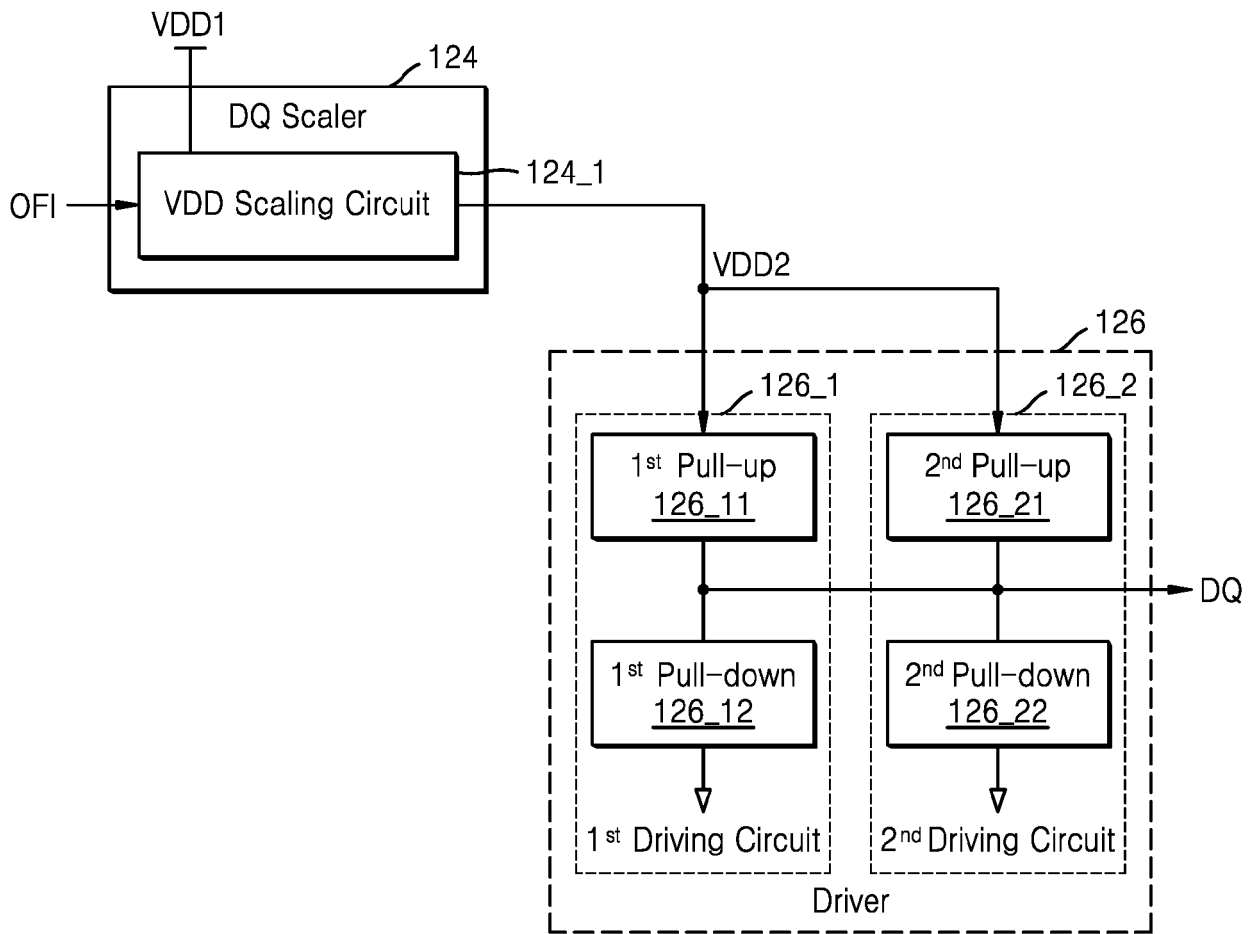 VDD1
124
DQ Scaler
124_1
OFI
VDD Scaling Circuit
VDD2
126
126_1
126_2
1st Pull-up
126_11
2nd Pull-up
126_21
DQ
1st Pull-down
126_12
2nd Pull-down
126_22
1st Driving Circuit
2nd Driving Circuit
Driver